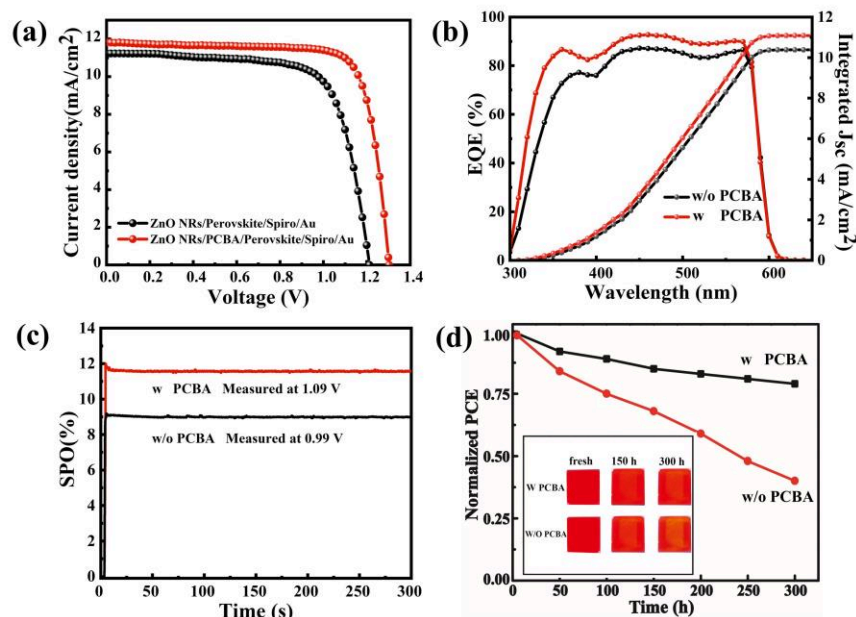 (a)
Current density(mA/cm²)
12
10
8
6
4
2
0
ZnO NRs/Perovskite/Spiro/Au
ZnO NRs/PCBA/Perovskite/Spiro/Au
0.0 0.2 0.4 0.6 0.8 1.0 1.2 1.4
Voltage (V)
(b)
EQE (%)
100
80
60
40
20
0
w/o PCBA
w PCBA
12
10
8
6
4
2
0
Integrated JSC (mA/cm²)
300 400 500 600
Wavelength (nm)
(c)
SPO(%)
14
12
10
8
6
4
2
0
w PCBA Measured at 1.09 V
w/o PCBA Measured at 0.99 V
50 100 150 200 250 300
Time (s)
(d)
Normalized PCE
1.00
0.75
0.50
0.25
0.00
w PCBA
w/o PCBA
fresh 150 h 300 h
W PCBA
W/O PCBA
0 50 100 150 200 250 300
Time (h)